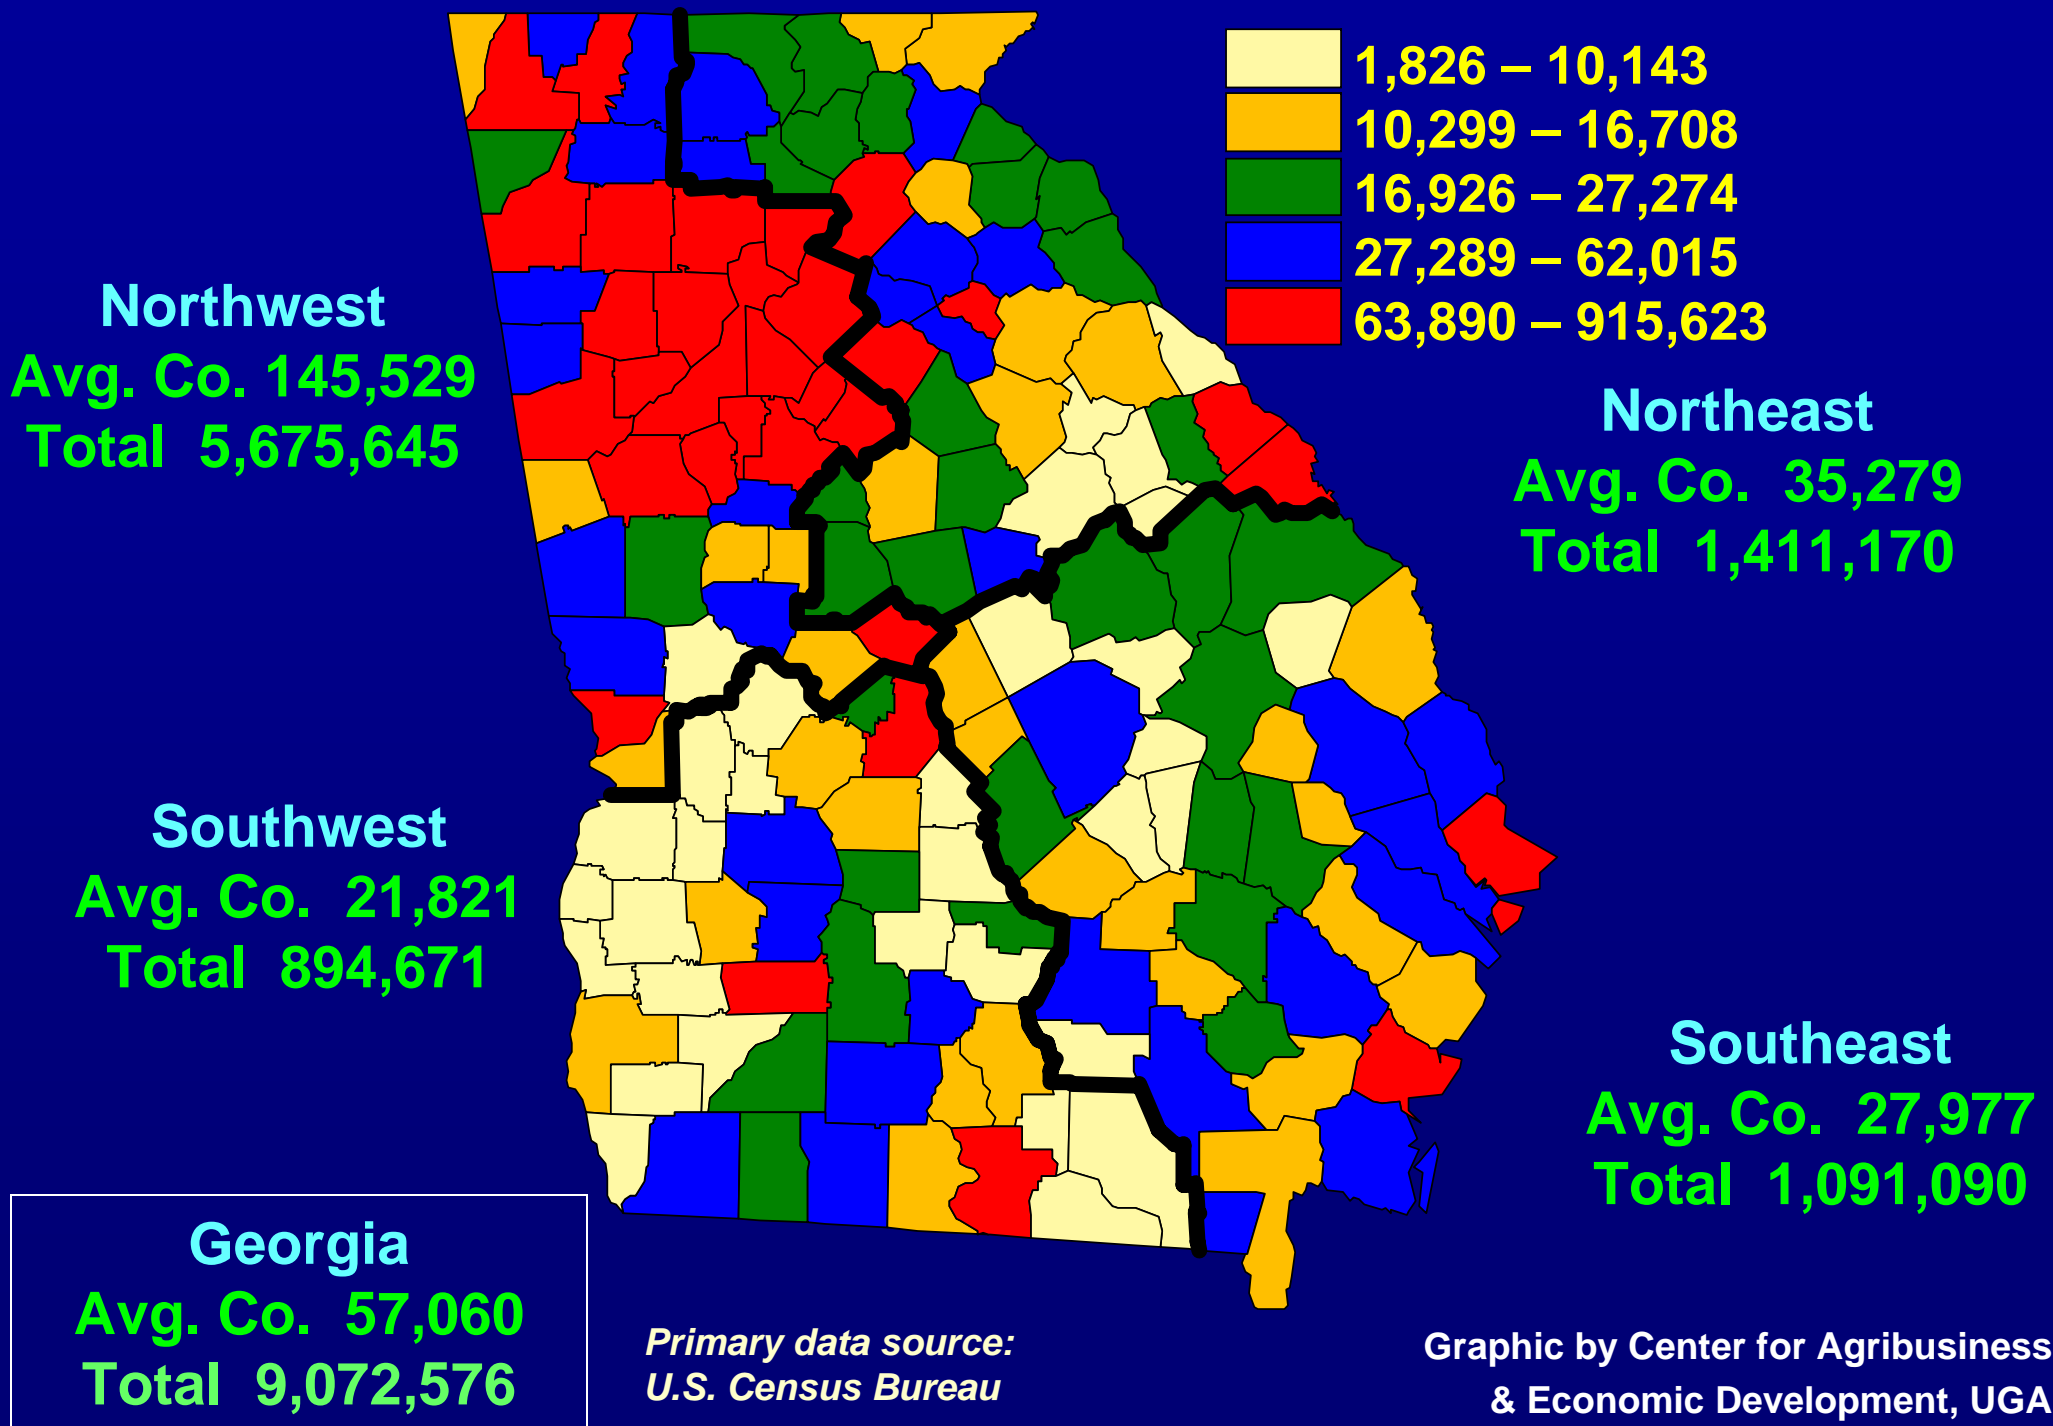 1,826 – 10,143
10,299 – 16,708
16,926 – 27,274
27,289 – 62,015
63,890 – 915,623
Northwest
Avg. Co. 145,529
Total 5,675,645
Northeast
Avg. Co. 35,279
Total 1,411,170
Southwest
Avg. Co. 21,821
Total 894,671
Southeast
Avg. Co. 27,977
Total 1,091,090
Georgia
Avg. Co. 57,060
Total 9,072,576
Primary data source:
U.S. Census Bureau
Graphic by Center for Agribusiness
& Economic Development, UGA